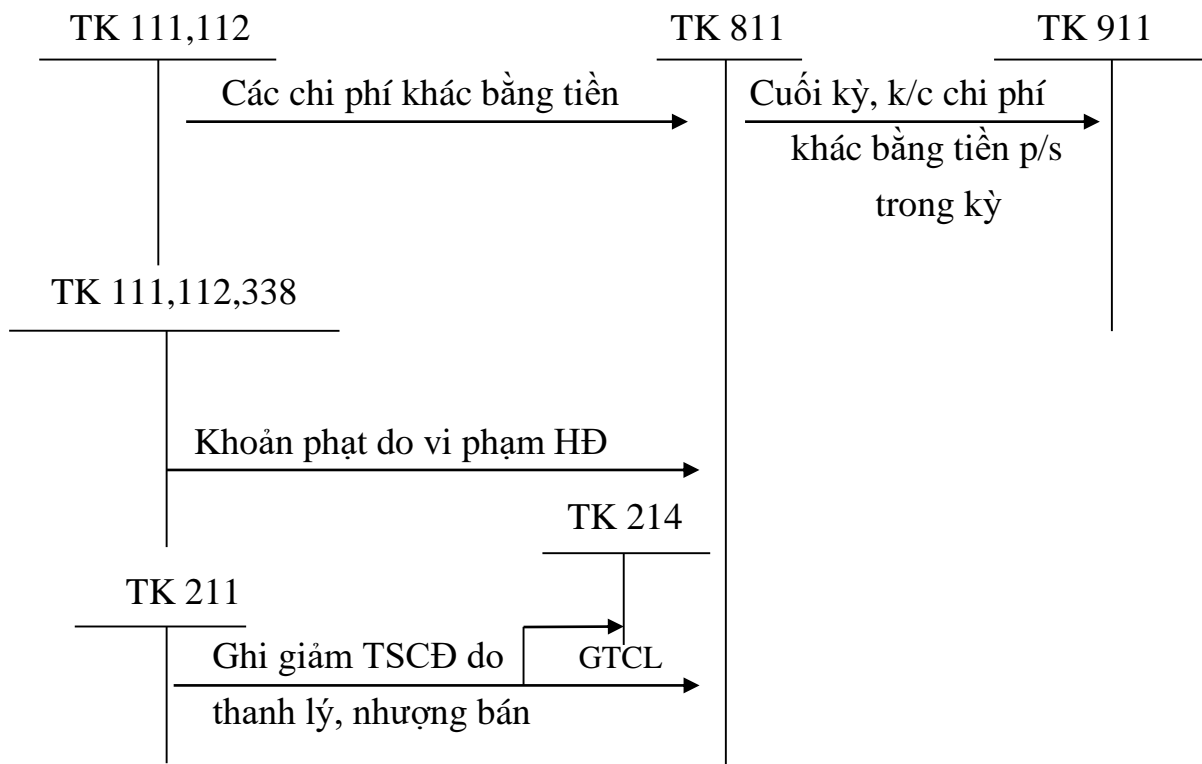 TK 111,112
TK 811
TK 911
Các chi phí khác bằng tiền
Cuối kỳ, k/c chi phí
khác bằng tiền p/s
trong kỳ
TK 111,112,338
Khoản phạt do vi phạm HĐ
TK 214
TK 211
Ghi giảm TSCĐ do
GTCL
thanh lý, nhượng bán